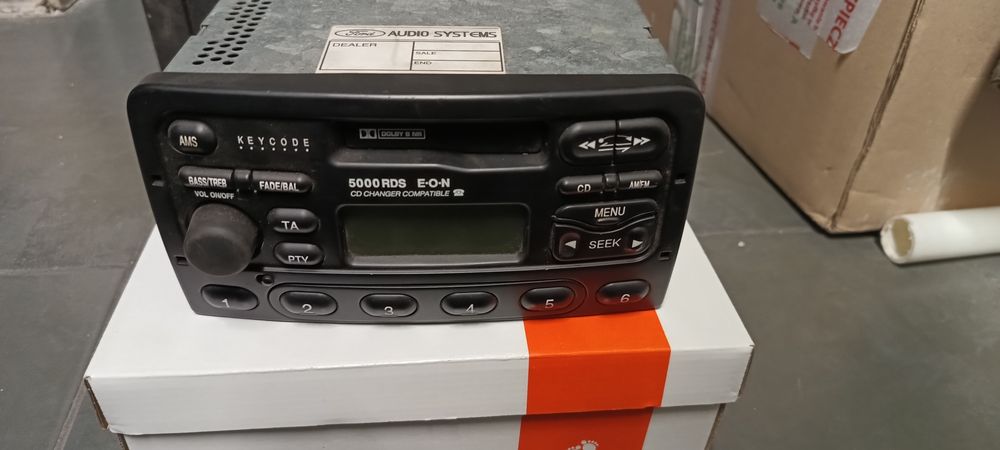 Ford AUDIO SYSTEMS
DEALER
SALE
END
DOLBY B NR
AMS
KEYCODE
BASS/TREB
FADE/BAL
VOL ON/OFF
5000 RDS E·O·N
CD CHANGER COMPATIBLE
CD
AM/FM
MENU
TA
SEEK
PTY
1
2
3
4
5
6